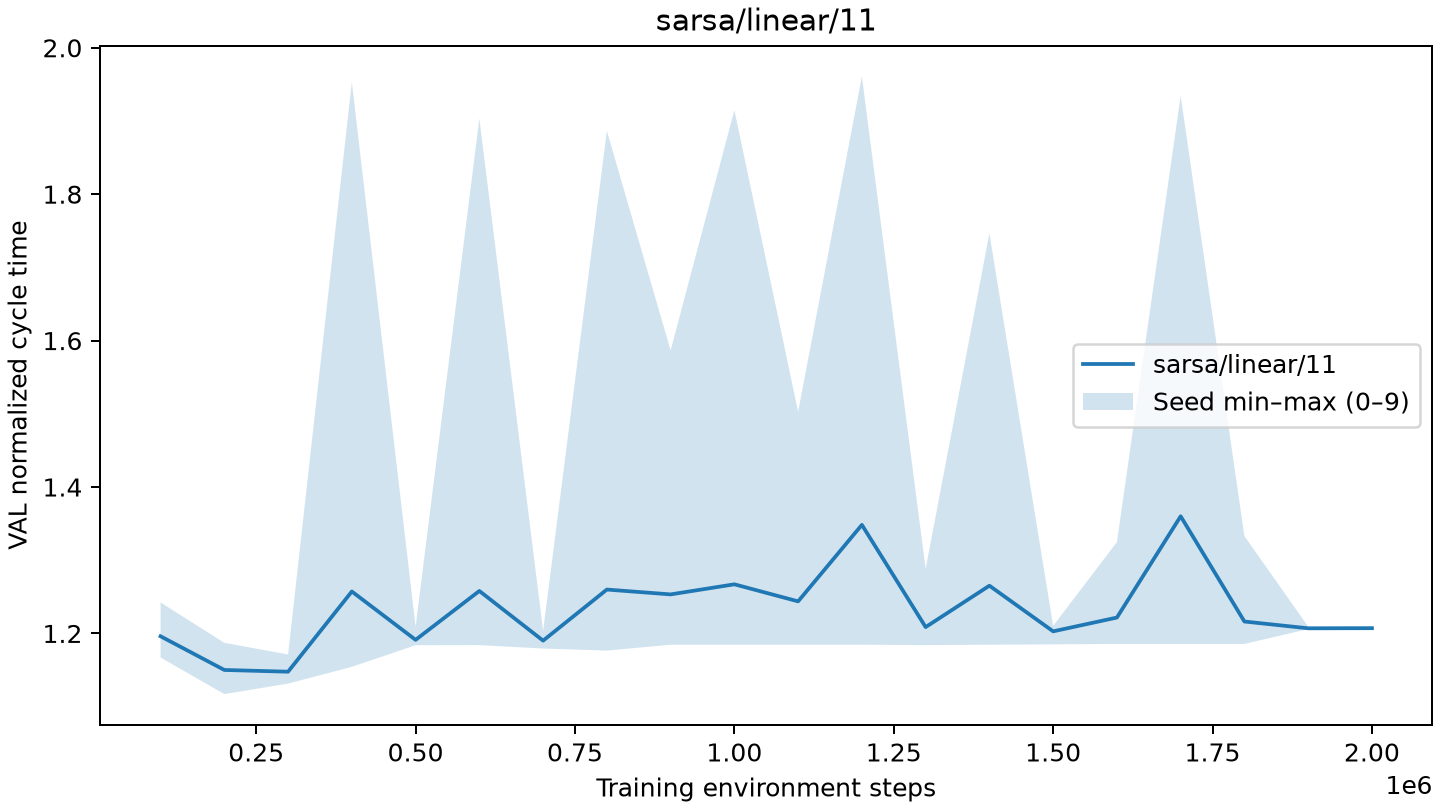 sarsa/linear/11
VAL normalized cycle time
2.0
1.8
1.6
1.4
1.2
sarsa/linear/11
Seed min–max (0–9)
0.25 0.50 0.75 1.00 1.25 1.50 1.75 2.00
Training environment steps
1e6